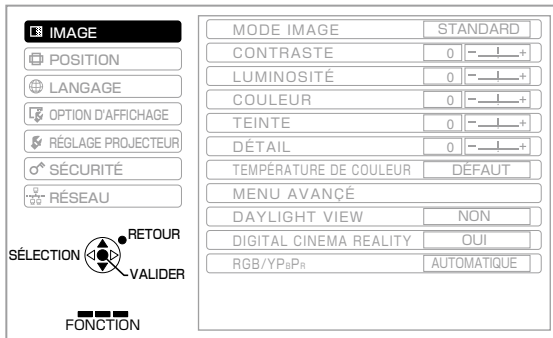 IMAGE
POSITION
LANGAGE
OPTION D'AFFICHAGE
RÉGLAGE PROJECTEUR
SÉCURITÉ
RÉSEAU
RETOUR
SÉLECTION
VALIDER
FONCTION
MODE IMAGE STANDARD
CONTRASTE 0 - +
LUMINOSITÉ 0 - +
COULEUR 0 - +
TEINTE 0 - +
DÉTAIL 0 - +
TEMPÉRATURE DE COULEUR DÉFAUT
MENU AVANÇÉ
DAYLIGHT VIEW NON
DIGITAL CINEMA REALITY OUI
RGB/YPBPR AUTOMATIQUE